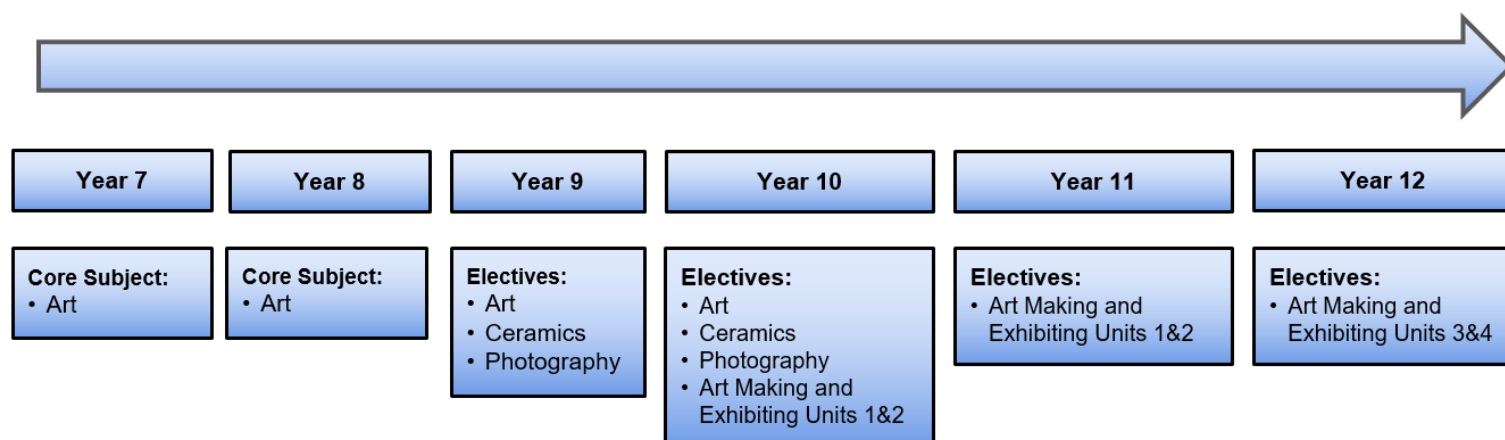 Year 7
Year 8
Year 9
Year 10
Year 11
Year 12
Core Subject:
• Art
Core Subject:
• Art
Electives:
• Art
• Ceramics
• Photography
Electives:
• Art
• Ceramics
• Photography
• Art Making and
Exhibiting Units 1&2
Electives:
• Art Making and
Exhibiting Units 1&2
Electives:
• Art Making and
Exhibiting Units 3&4